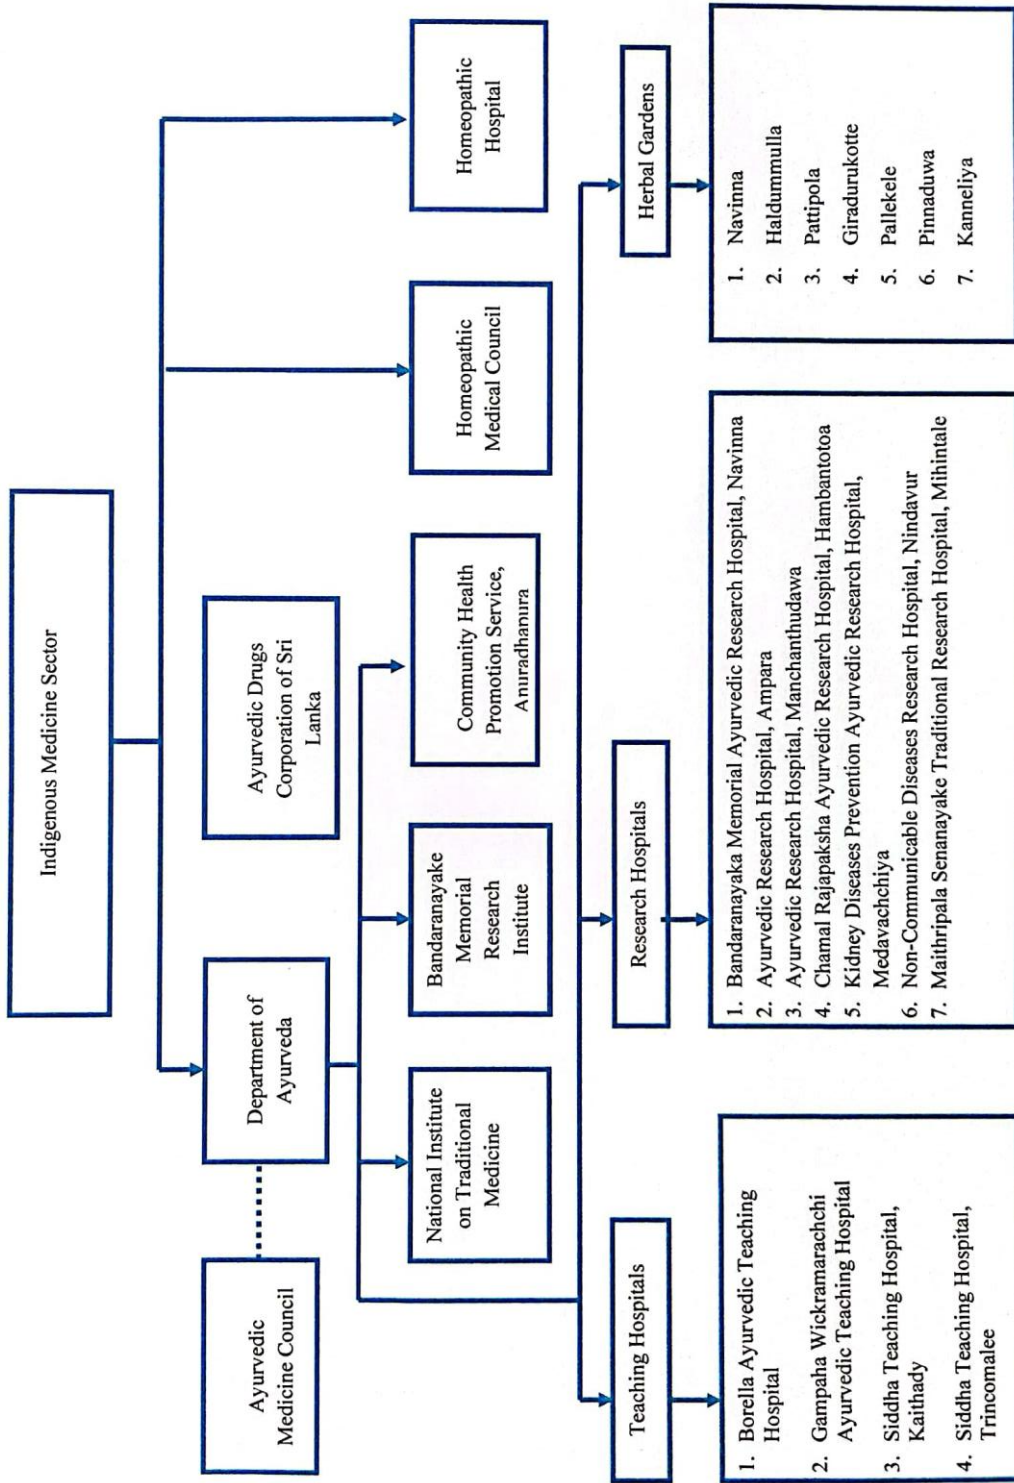 Indigenous Medicine Sector
Ayurvedic
Medicine Council
Department of
Ayurveda
Ayurvedic Drugs
Corporation of Sri
Lanka
National Institute
on Traditional
Medicine
Bandaranayake
Memorial
Research
Institute
Community Health
Promotion Service,
Anuradhanura
Homeopathic
Medical Council
Homeopathic
Hospital
Teaching Hospitals
Research Hospitals
Herbal Gardens
1. Borella Ayurvedic Teaching
Hospital
2. Gampaha Wickramarachchi
Ayurvedic Teaching Hospital
3. Siddha Teaching Hospital,
Kaithady
4. Siddha Teaching Hospital,
Trincomalee
1. Bandaranayaka Memorial Ayurvedic Research Hospital, Navinna
2. Ayurvedic Research Hospital, Ampara
3. Ayurvedic Research Hospital, Manchanthudawa
4. Chamal Rajapaksha Ayurvedic Research Hospital, Hambantotoa
5. Kidney Diseases Prevention Ayurvedic Research Hospital,
Medavachchiya
6. Non-Communicable Diseases Research Hospital, Nindavur
7. Maithripala Senanayake Traditional Research Hospital, Mihintale
1. Navinna
2. Haldummulla
3. Pattipola
4. Giradurukotte
5. Pallekele
6. Pinnaduwa
7. Kanneliya